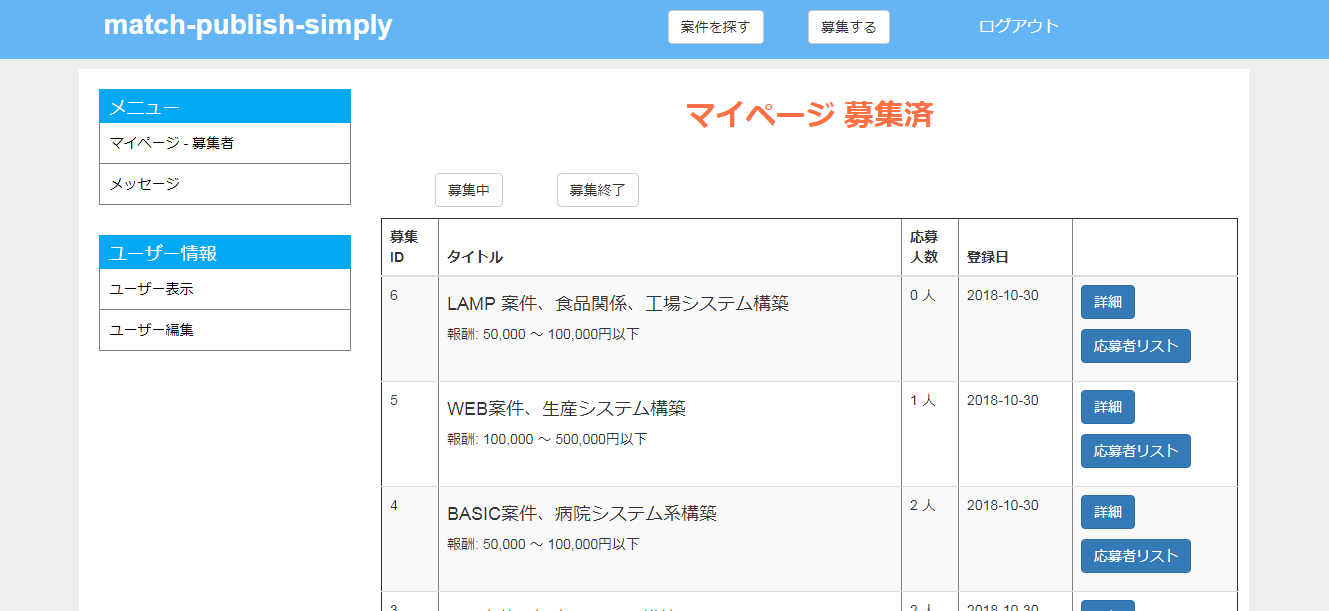 match-publish-simply
案件を探す
募集する
ログアウト
メニュー
マイページ - 募集者
メッセージ
ユーザー情報
ユーザー表示
ユーザー編集
マイページ 募集済
募集中
募集終了
募集
ID
タイトル
応募
人数
登録日
6
LAMP 案件、食品関係、工場システム構築
報酬: 50,000 ～ 100,000円以下
0 人
2018-10-30
詳細
応募者リスト
5
WEB案件、生産システム構築
報酬: 100,000 ～ 500,000円以下
1 人
2018-10-30
詳細
応募者リスト
4
BASIC案件、病院システム系構築
報酬: 50,000 ～ 100,000円以下
2 人
2018-10-30
詳細
応募者リスト
3
2 人
2018-10-30